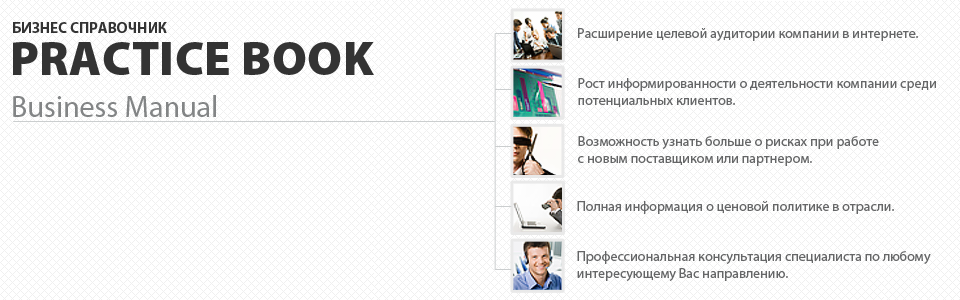 БИЗНЕС СПРАВОЧНИК
PRACTICE BOOK
Business Manual
Расширение целевой аудитории компании в интернете.
Рост информированности о деятельности компании среди
потенциальных клиентов.
Возможность узнать больше о рисках при работе
с новым поставщиком или партнером.
Полная информация о ценовой политике в отрасли.
Профессиональная консультация специалиста по любому
интересующему Вас направлению.